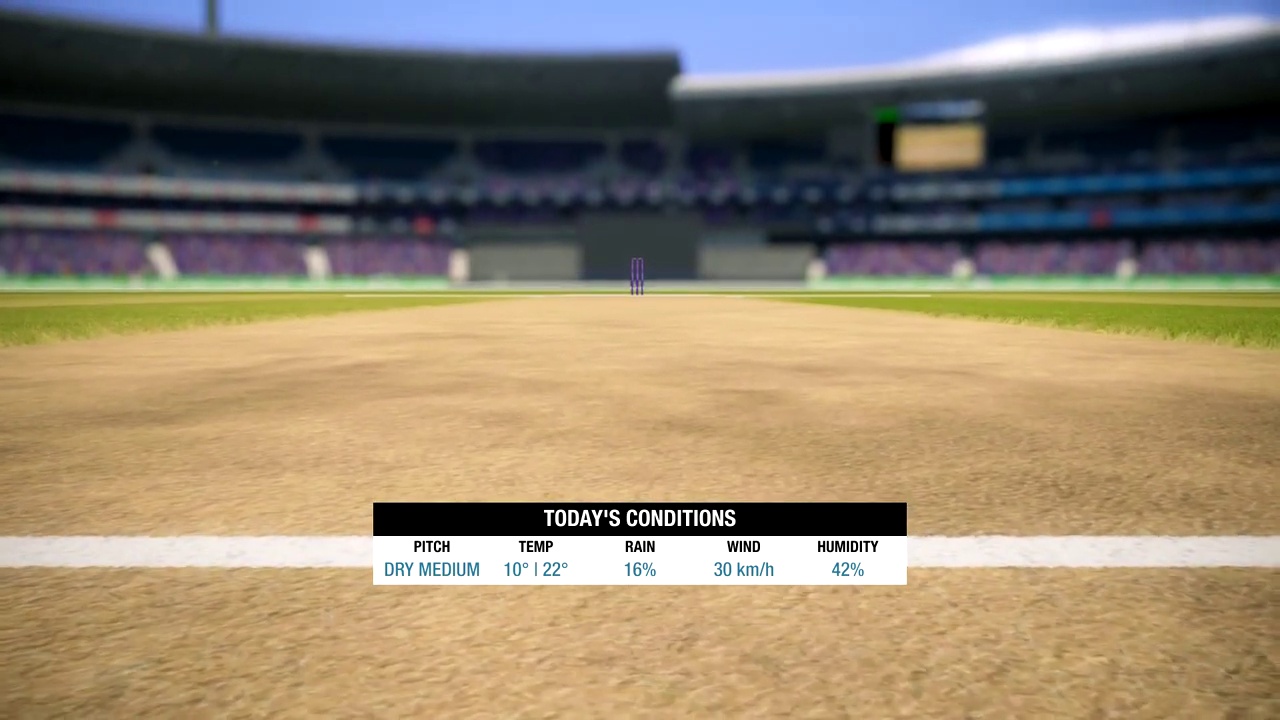 TODAY'S CONDITIONS
PITCH TEMP RAIN WIND HUMIDITY
DRY MEDIUM 10° | 22° 16% 30 km/h 42%